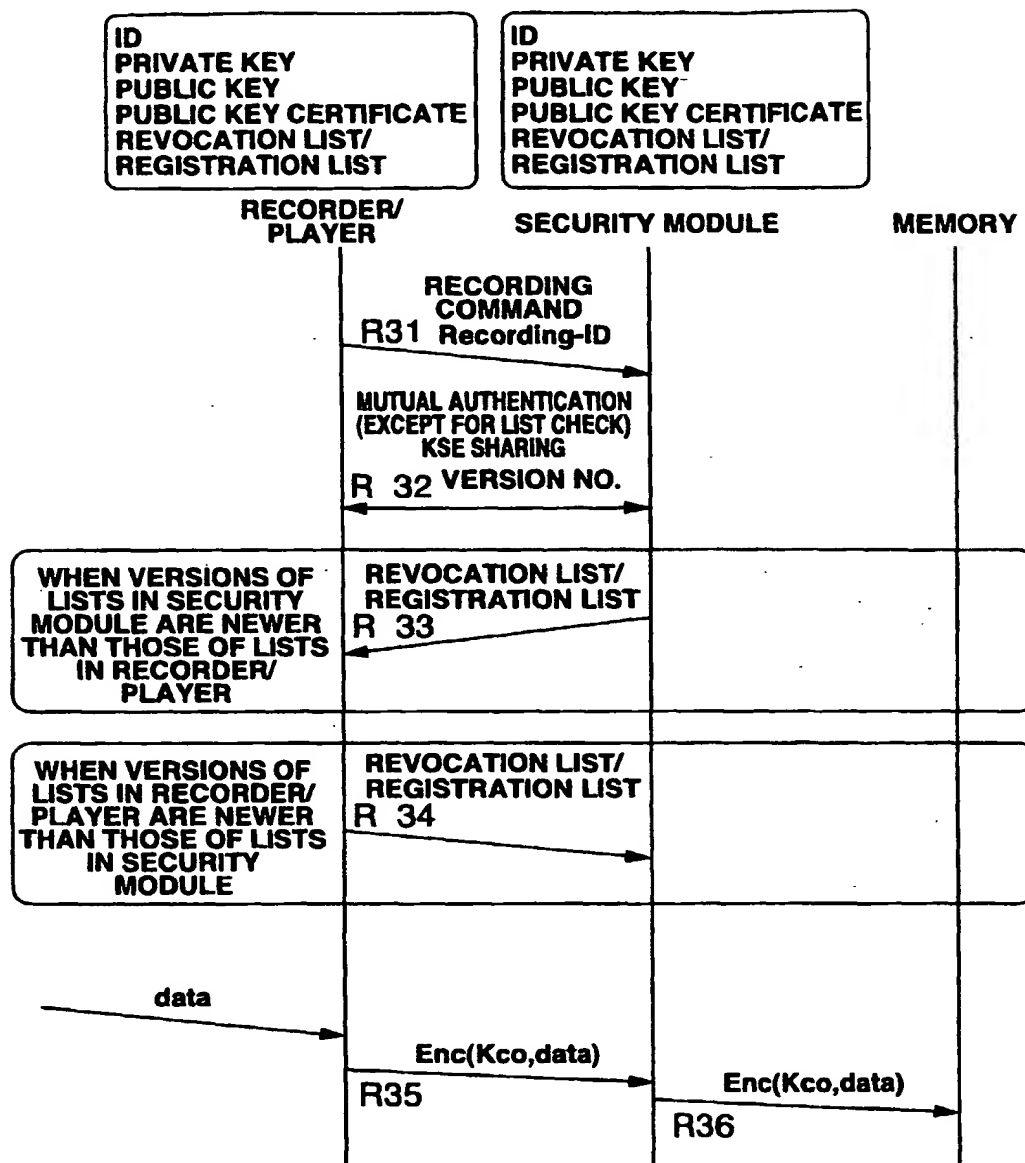 ID
PRIVATE KEY
PUBLIC KEY
PUBLIC KEY CERTIFICATE
REVOCATION LIST/
REGISTRATION LIST
ID
PRIVATE KEY
PUBLIC KEY
PUBLIC KEY CERTIFICATE
REVOCATION LIST/
REGISTRATION LIST
RECORDER/
PLAYER
SECURITY MODULE
MEMORY
RECORDING
COMMAND
R31 Recording-ID
MUTUAL AUTHENTICATION
(EXCEPT FOR LIST CHECK)
KSE SHARING
R 32 VERSION NO.
WHEN VERSIONS OF
LISTS IN SECURITY
MODULE ARE NEWER
THAN THOSE OF LISTS
IN RECORDER/
PLAYER
REVOCATION LIST/
REGISTRATION LIST
R 33
WHEN VERSIONS OF
LISTS IN RECORDER/
PLAYER ARE NEWER
THAN THOSE OF LISTS
IN SECURITY
MODULE
REVOCATION LIST/
REGISTRATION LIST
R 34
data
Enc(Kco,data)
R35
Enc(Kco,data)
R36